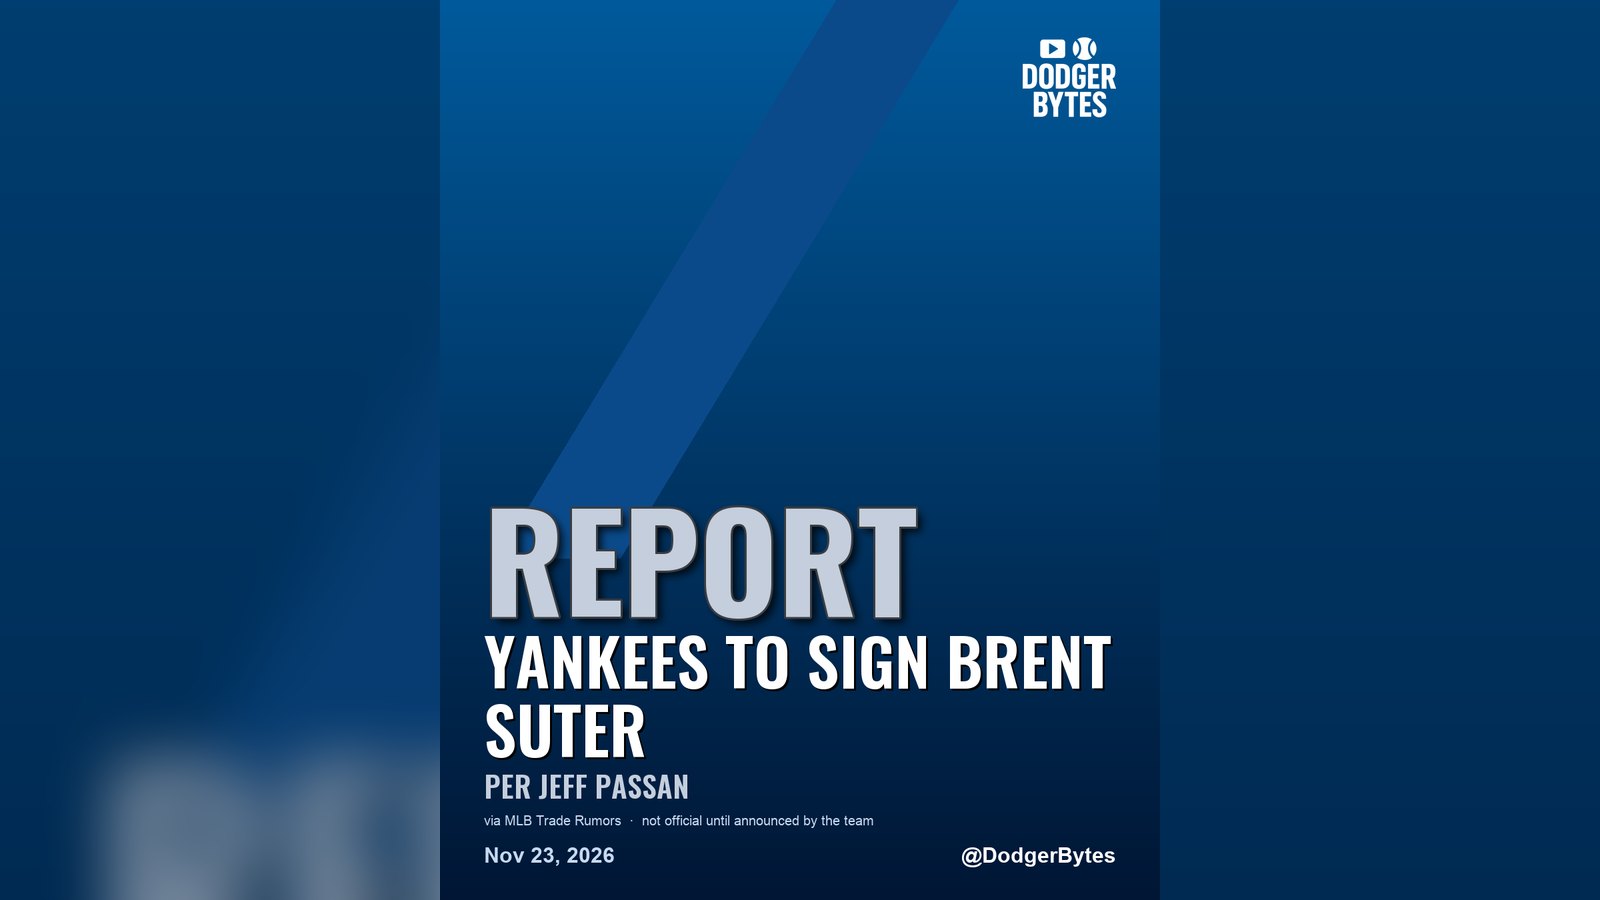 DODGER
BYTES
REPORT
YANKEES TO SIGN BRENT
SUTER
PER JEFF PASSAN
via MLB Trade Rumors · not official until announced by the team
Nov 23, 2026
@DodgerBytes